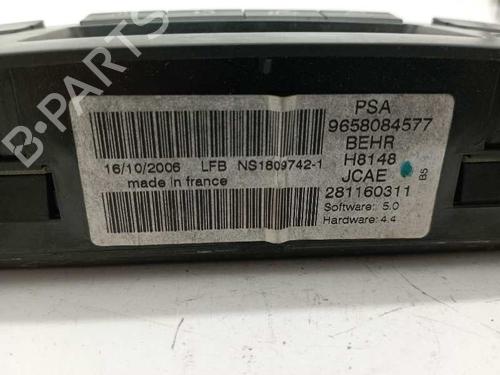 PSA
9658084577
BEHR
H8148
JCAE
281160311
Software: 5.0
Hardware: 4.4
BS
16/10/2006 LFB NS1809742-1
made in france
B-PARTS